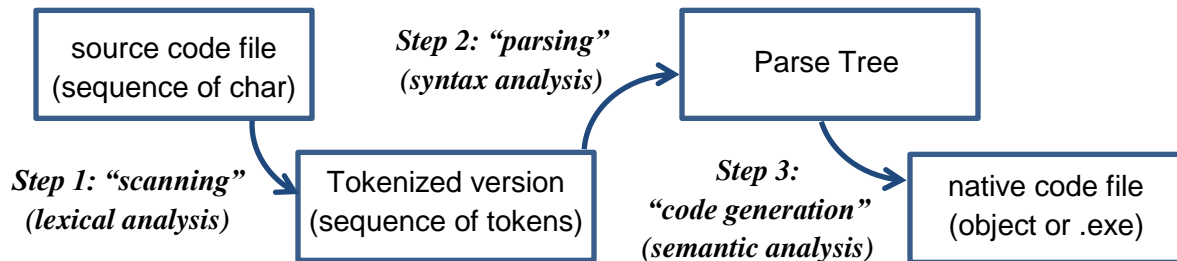 source code file
(sequence of char)
Step 1: “scanning”
(lexical analysis)
Tokenized version
(sequence of tokens)
Step 2: “parsing”
(syntax analysis)
Parse Tree
Step 3:
“code generation”
(semantic analysis)
native code file
(object or .exe)